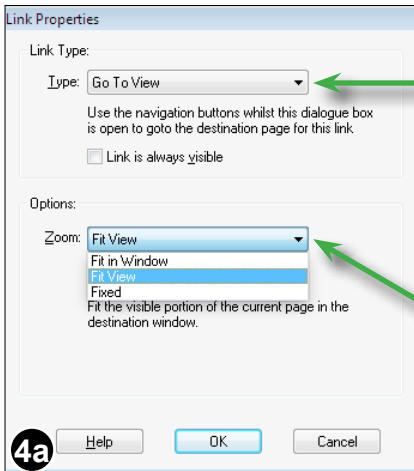 Link Properties
Link Type:
Type: Go To View
Use the navigation buttons whilst this dialogue box
is open to goto the destination page for this link
Link is always visible
Options:
Zoom: Fit View
Fit in Window
Fit View
Fixed
Fit the visible portion of the current page in the
destination window.
4a
Help OK Cancel